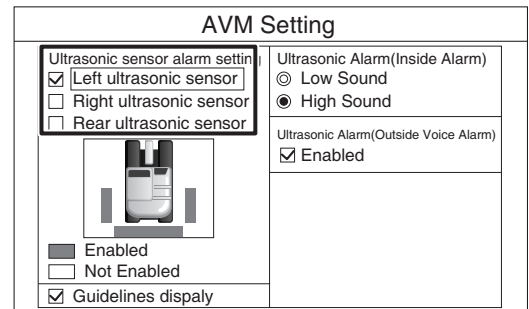 AVM Setting
Ultrasonic sensor alarm settin
Left ultrasonic sensor
Right ultrasonic sensor
Rear ultrasonic sensor
Enabled
Not Enabled
Guidelines dispaly
Ultrasonic Alarm(Inside Alarm)
Low Sound
High Sound
Ultrasonic Alarm(Outside Voice Alarm)
Enabled